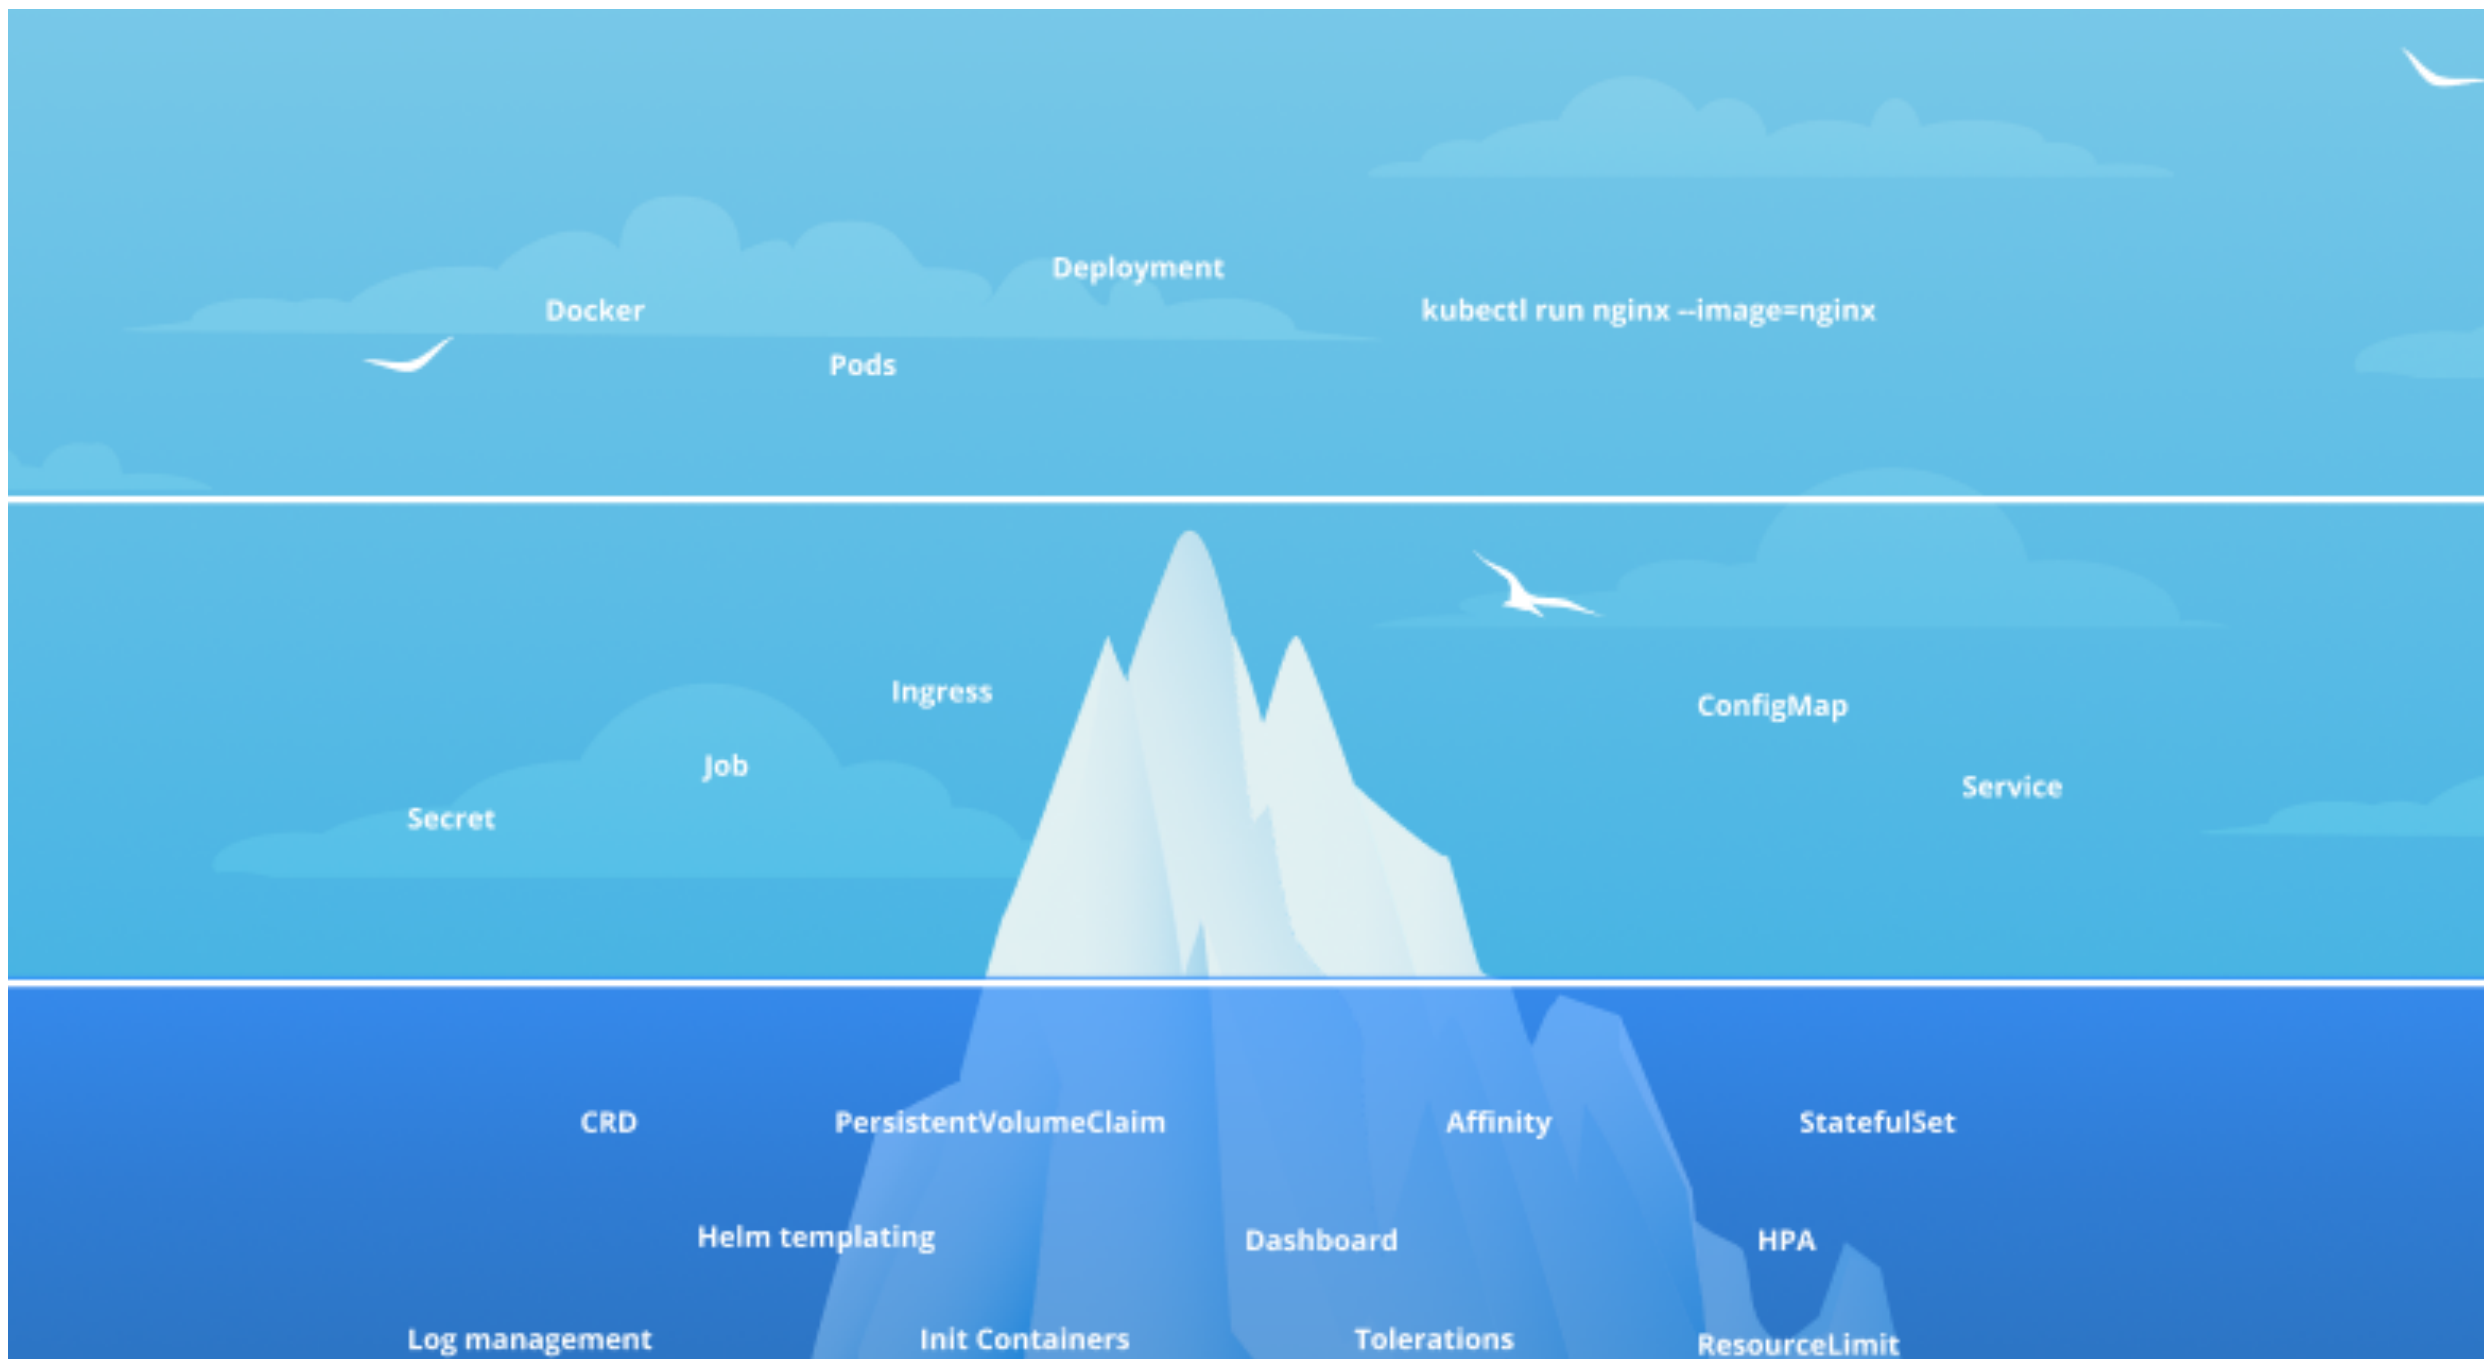 Deployment
Docker
kubectl run nginx --image=nginx
Pods
Ingress
ConfigMap
Job
Service
Secret
CRD
PersistentVolumeClaim
Affinity
StatefulSet
Helm templating
Dashboard
HPA
Log management
Init Containers
Tolerations
ResourceLimit